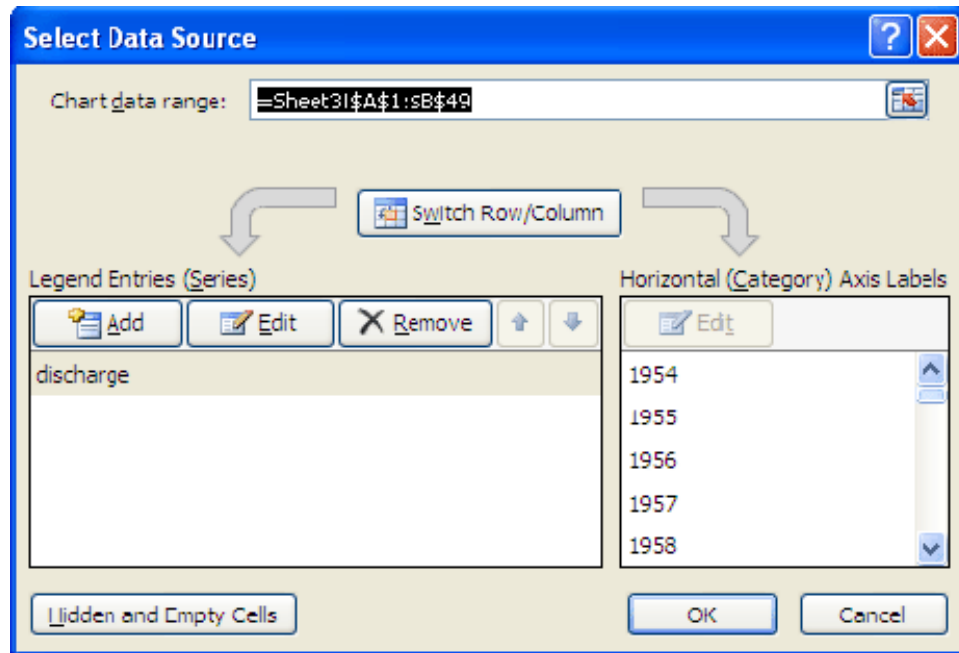 Select Data Source
Chart data range: =Sheet3!$A$1:$B$49
Switch Row/Column
Legend Entries (Series)
Add Edit Remove
discharge
Horizontal (Category) Axis Labels
Edit
1954
1955
1956
1957
1958
Hidden and Empty Cells
OK Cancel